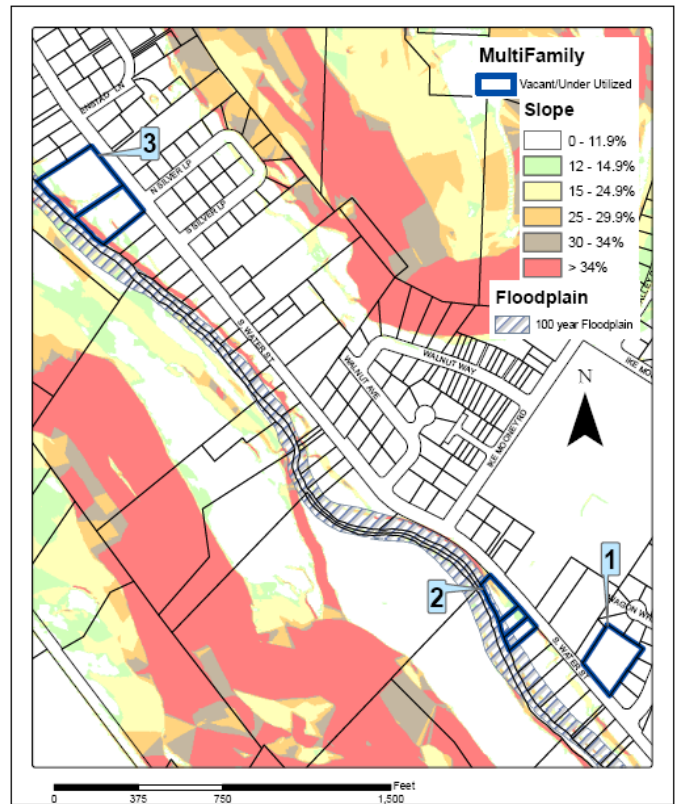 MultiFamily
Vacant/Under Utilized
Slope
0 - 11.9%
12 - 14.9%
15 - 24.9%
25 - 29.9%
30 - 34%
> 34%
Floodplain
100 year Floodplain
ENSTAD LN
3
N SILVER LP
S SILVER LP
S. WATER ST
WALNUT WAY
WALNUT AVE
IKE MOONEY RD
N
1
2
S. WATER ST
Feet
0 375 750 1,500